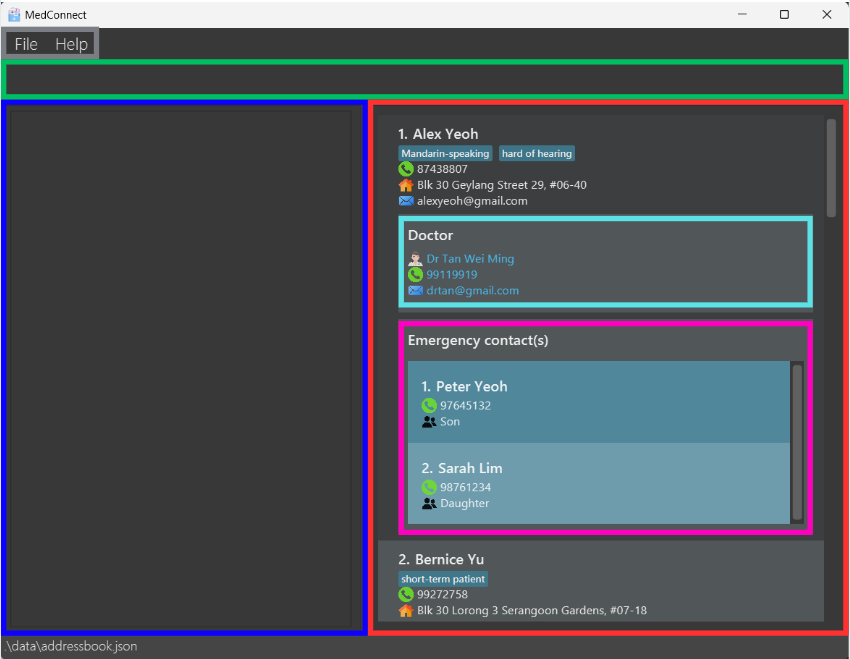 MedConnect
File Help
1. Alex Yeoh
Mandarin-speaking hard of hearing
87438807
Blk 30 Geylang Street 29, #06-40
alexyeoh@gmail.com
Doctor
Dr Tan Wei Ming
99119919
drtan@gmail.com
Emergency contact(s)
1. Peter Yeoh
97645132
Son
2. Sarah Lim
98761234
Daughter
2. Bernice Yu
short-term patient
99272758
Blk 30 Lorong 3 Serangoon Gardens, #07-18
.\data\addressbook.json